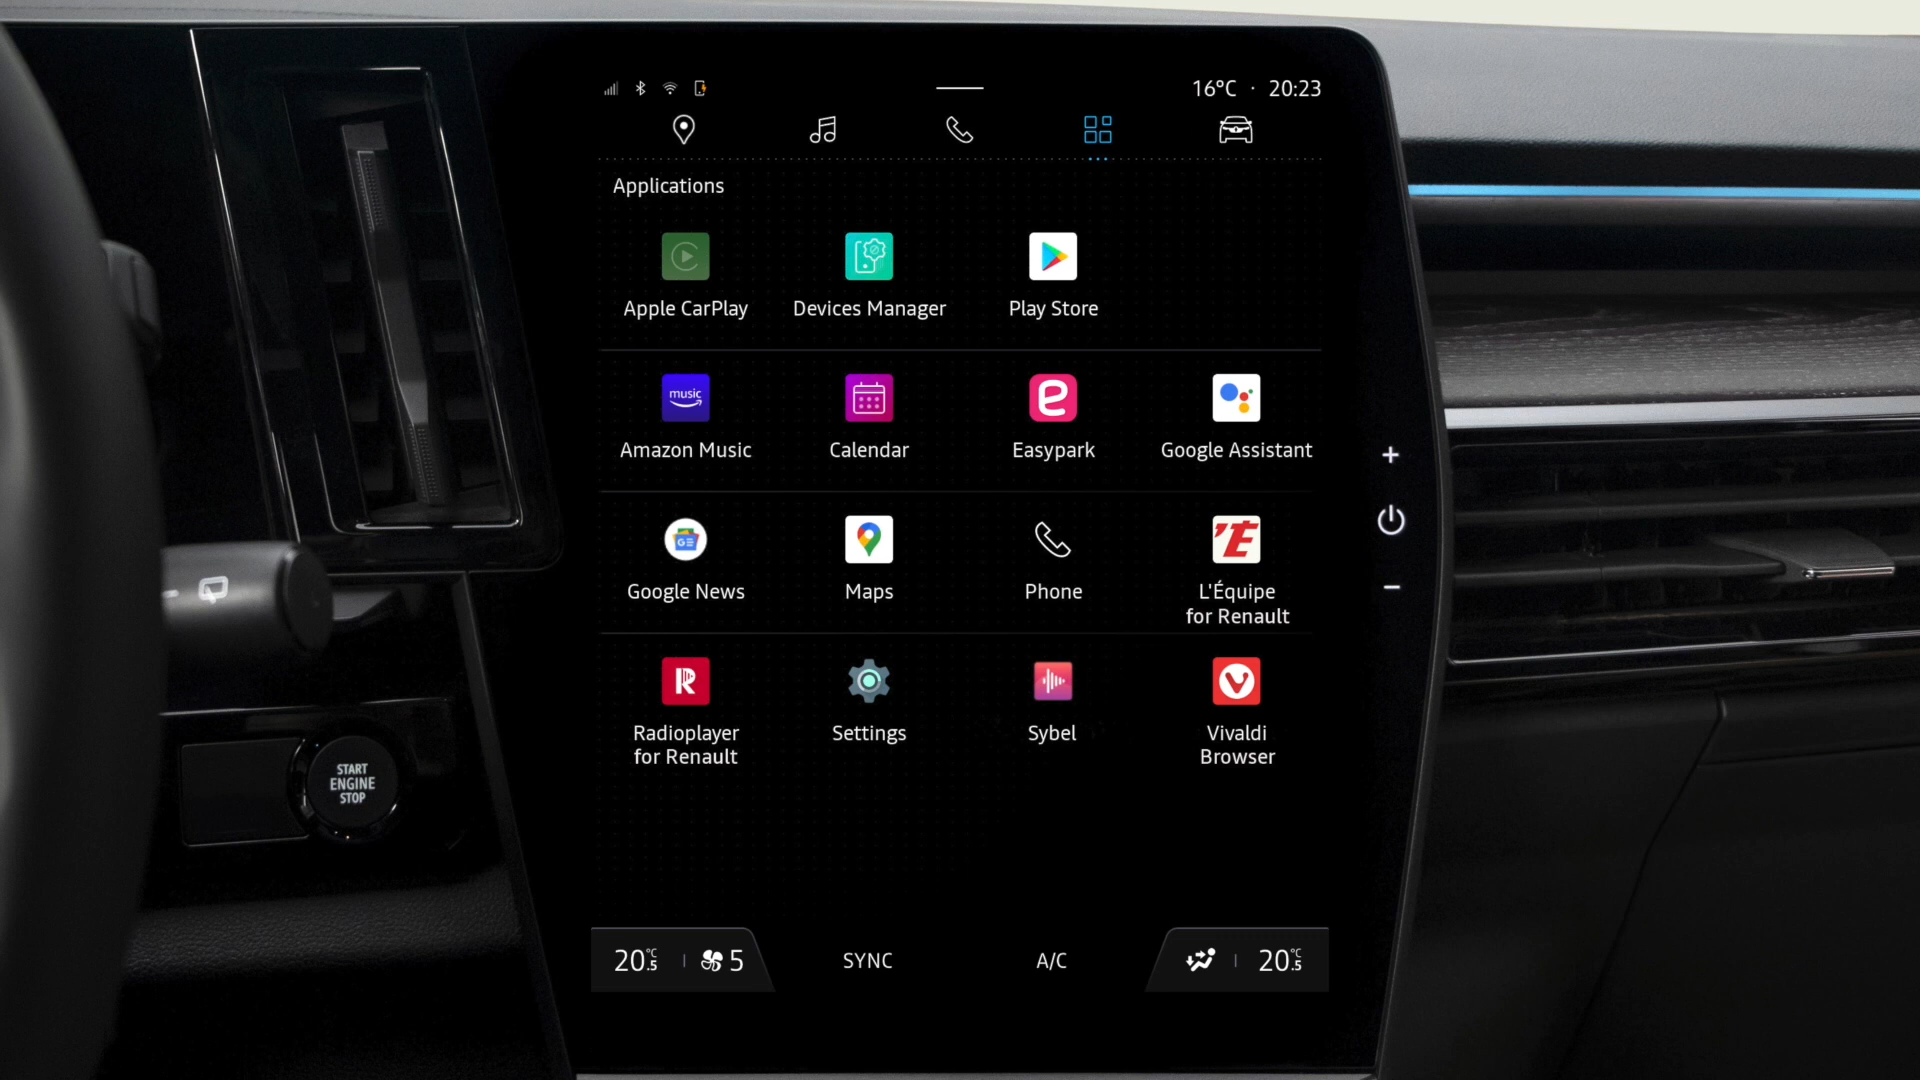 16°C · 20:23
Applications
Apple CarPlay
Devices Manager
Play Store
music
Amazon Music
Calendar
Easypark
Google Assistant
GE
Google News
Maps
Phone
'É
L'Équipe
for Renault
R
Radioplayer
for Renault
Settings
Sybel
Vivaldi
Browser
START
ENGINE
STOP
20.5°C
5
SYNC
A/C
20.5°C